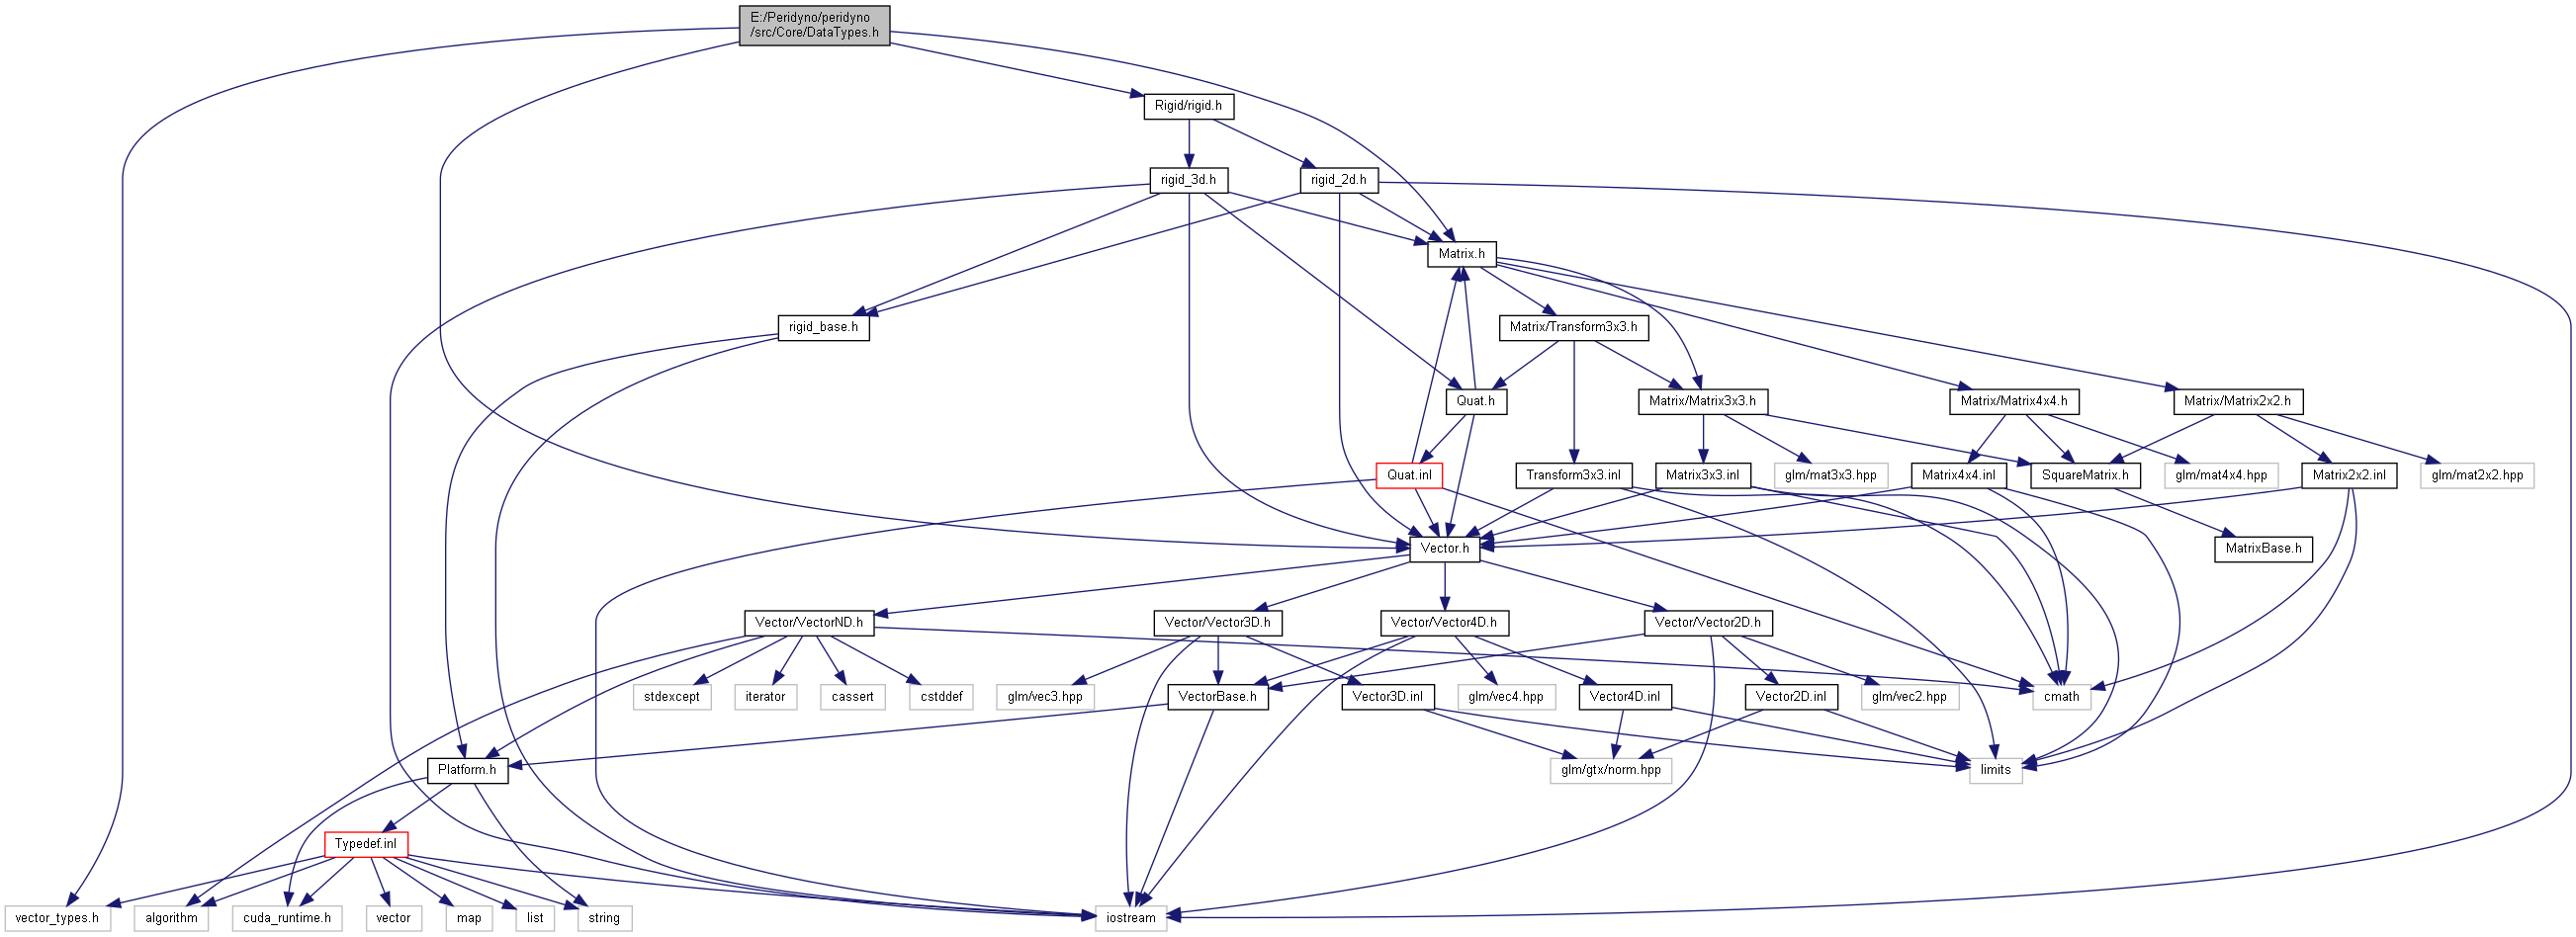 E:/Peridyno/peridyno
/src/Core/DataTypes.h
Rigid/rigid.h
rigid_3d.h
rigid_2d.h
Matrix.h
rigid_base.h
Matrix/Transform3x3.h
Quat.h
Matrix/Matrix3x3.h
Matrix/Matrix4x4.h
Matrix/Matrix2x2.h
Quat.inl
Transform3x3.inl
Matrix3x3.inl
glm/mat3x3.hpp
Matrix4x4.inl
SquareMatrix.h
glm/mat4x4.hpp
Matrix2x2.inl
glm/mat2x2.hpp
Vector.h
MatrixBase.h
Vector/VectorND.h
Vector/Vector3D.h
Vector/Vector4D.h
Vector/Vector2D.h
stdexcept
iterator
cassert
cstddef
glm/vec3.hpp
VectorBase.h
Vector3D.inl
glm/vec4.hpp
Vector4D.inl
Vector2D.inl
glm/vec2.hpp
cmath
Platform.h
glm/gtx/norm.hpp
limits
Typedef.inl
vector_types.h
algorithm
cuda_runtime.h
vector
map
list
string
iostream